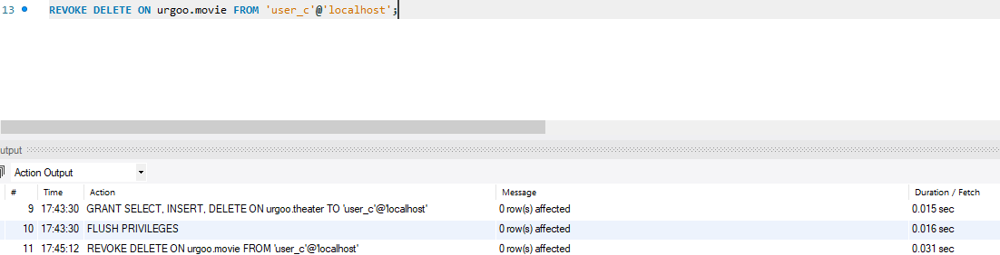 13 REVOKE DELETE ON urgoo.movie FROM 'user_c'@'localhost';
utput
Action Output
# Time Action Message Duration / Fetch
9 17:43:30 GRANT SELECT, INSERT, DELETE ON urgoo.theater TO 'user_c'@'localhost' 0 row(s) affected 0.015 sec
10 17:43:30 FLUSH PRIVILEGES 0 row(s) affected 0.016 sec
11 17:45:12 REVOKE DELETE ON urgoo.movie FROM 'user_c'@'localhost' 0 row(s) affected 0.031 sec